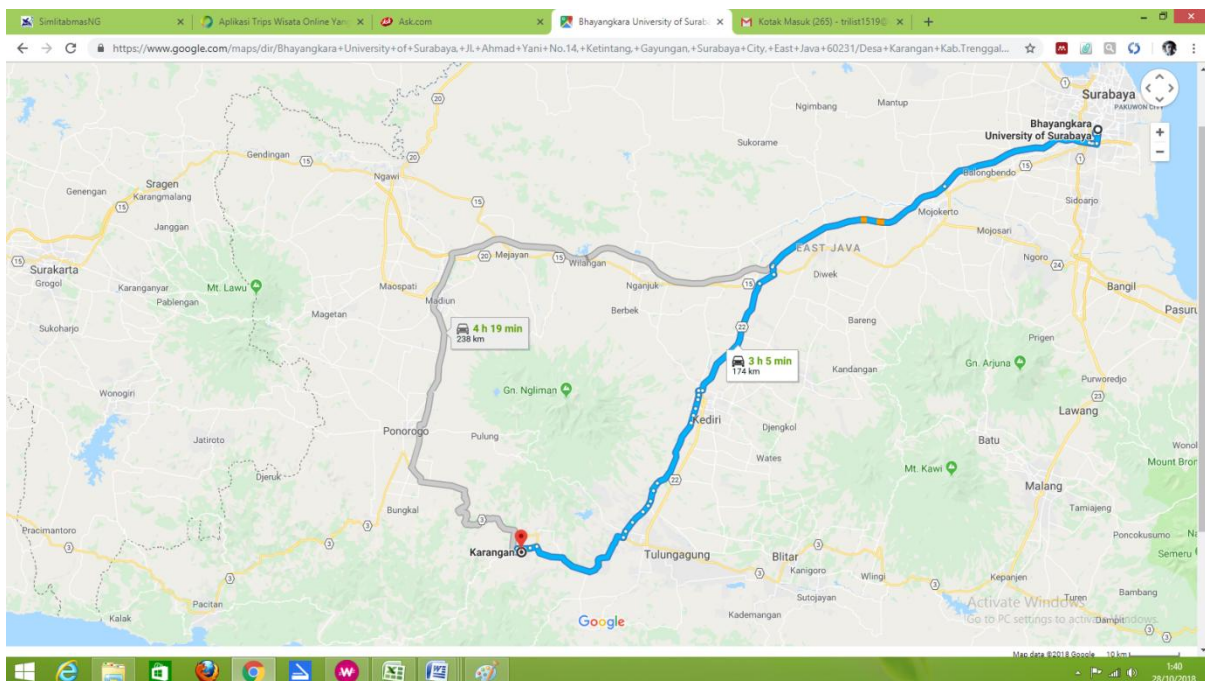 SimlitabmasNG
Aplikasi Trips Wisata Online Yan
Ask.com
Bhayangkara University of Surab
Kotak Masuk (265) - trilist1519@
https://www.google.com/maps/dir/Bhayangkara+University+of+Surabaya,+Jl.+Ahmad+Yani+No.14,+Ketintang,+Gayungan,+Surabaya+City,+East+Java+60231/Desa+Karangan+Kab.Trenggal...
Surabaya
PAKUWON CITY
Bhayangkara
University of Surabaya
Ngimbang
Mantup
Sukorame
Gendingan
Ngawi
Balongbendo
Sidoarjo
Genengan
Sragen
Karangmalang
Janggan
Mojokerto
Mojosari
EAST JAVA
Ngoro
Bangil
Pasuru
Surakarta
Grogol
Karanganyar
Pablengan
Mt. Lawu
Maospati
Mejayan
Wilangan
Nganjuk
Diwek
Madiun
Magetan
Berbek
Bareng
Sukoharjo
Prigen
4 h 19 min
238 km
3 h 5 min
174 km
Kandangan
Gn. Arjuna
Purworedjo
Gn. Ngliman
Wonogiri
Kediri
Djengkol
Lawang
Jatiroto
Ponorogo
Pulung
Wates
Batu
Wonol
Mt. Kawi
Mount Bron
Djeruk
Malang
Bungkal
Tumiajeng
Pracimantoro
Poncokusumo
Na
Karangan
Tulungagung
Blitar
Semeru
Kanigoro
Wlingi
Kepanjen
Bambang
Pacitan
Sutojayan
Turen
Kalak
Kademangan
Dampit
Google
Activate Windows
Go to PC settings to activate Windows.
Map data ©2018 Google
10 km
1:40
28/10/2018